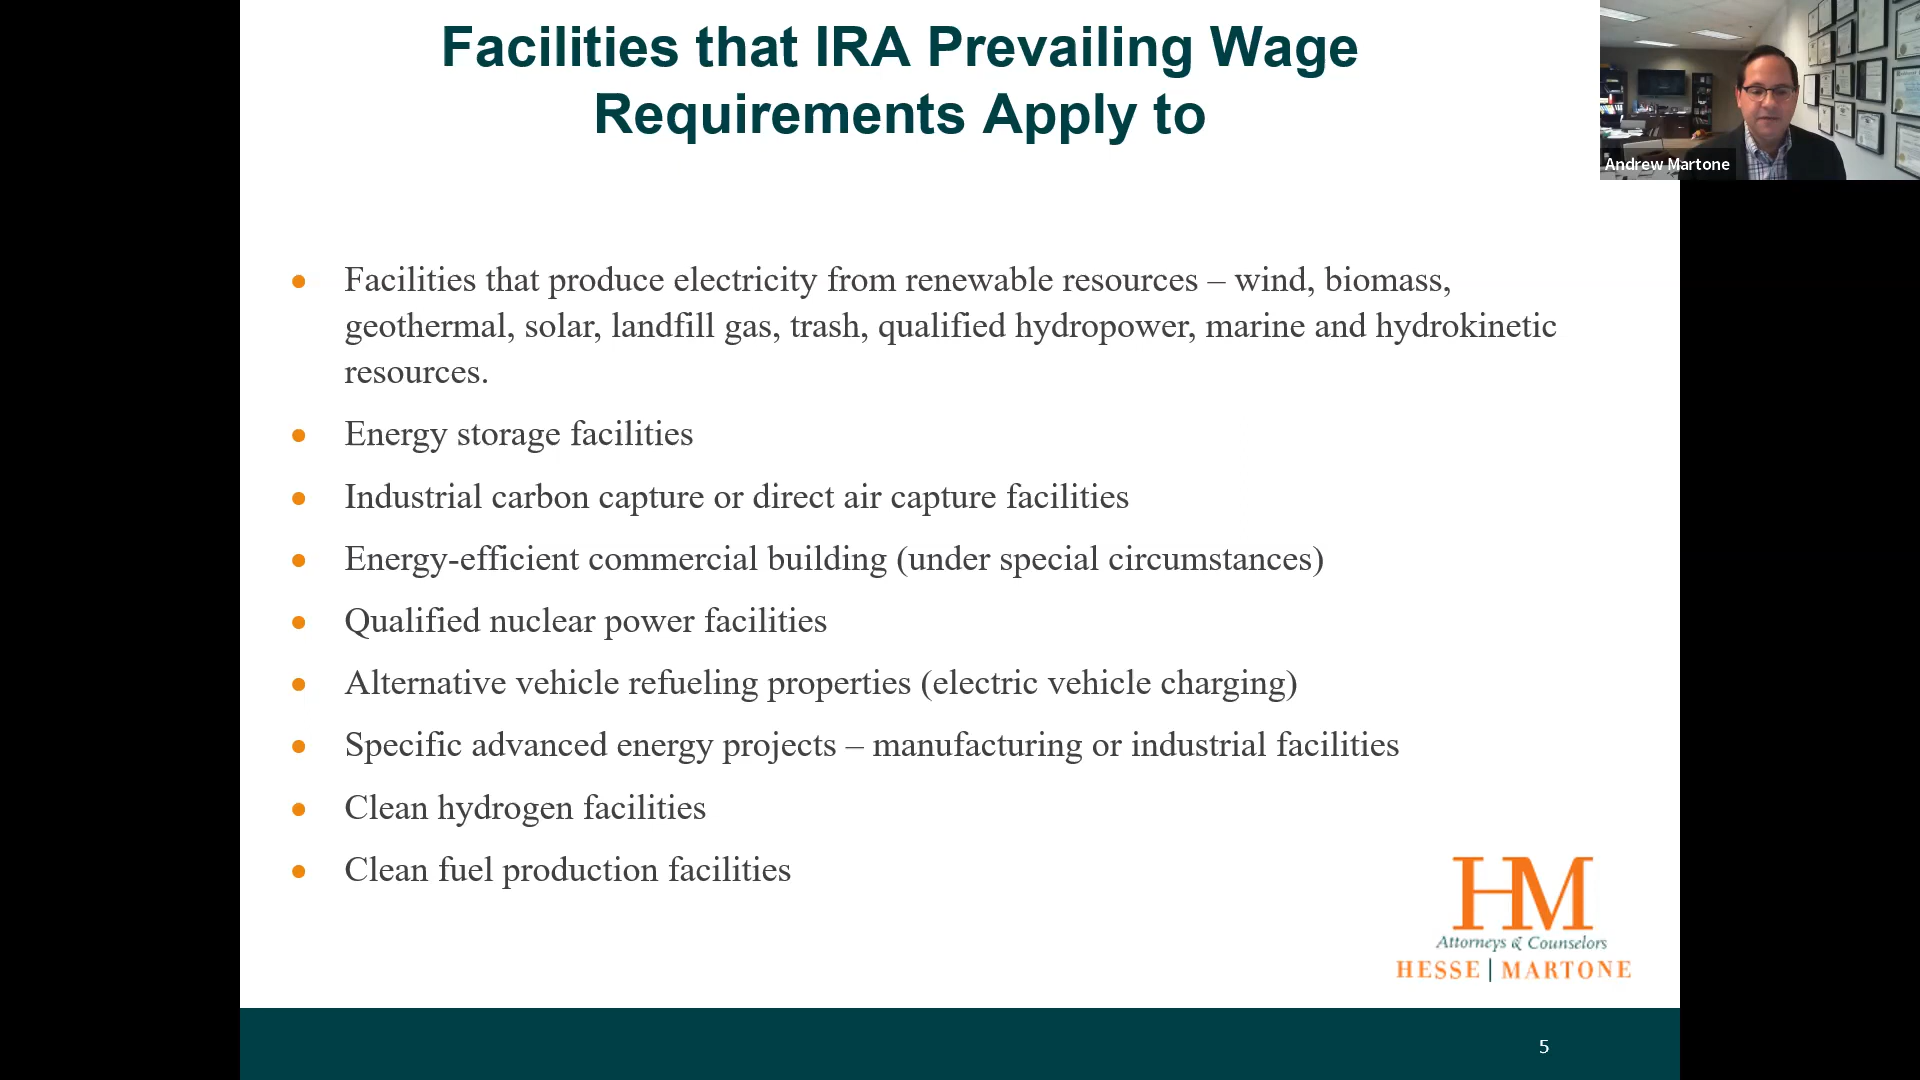 Facilities that IRA Prevailing Wage
Requirements Apply to
Andrew Martone
• Facilities that produce electricity from renewable resources – wind, biomass,
geothermal, solar, landfill gas, trash, qualified hydropower, marine and hydrokinetic
resources.
• Energy storage facilities
• Industrial carbon capture or direct air capture facilities
• Energy-efficient commercial building (under special circumstances)
• Qualified nuclear power facilities
• Alternative vehicle refueling properties (electric vehicle charging)
• Specific advanced energy projects – manufacturing or industrial facilities
• Clean hydrogen facilities
• Clean fuel production facilities
HM
Attorneys & Counselors
HESSE | MARTONE
5